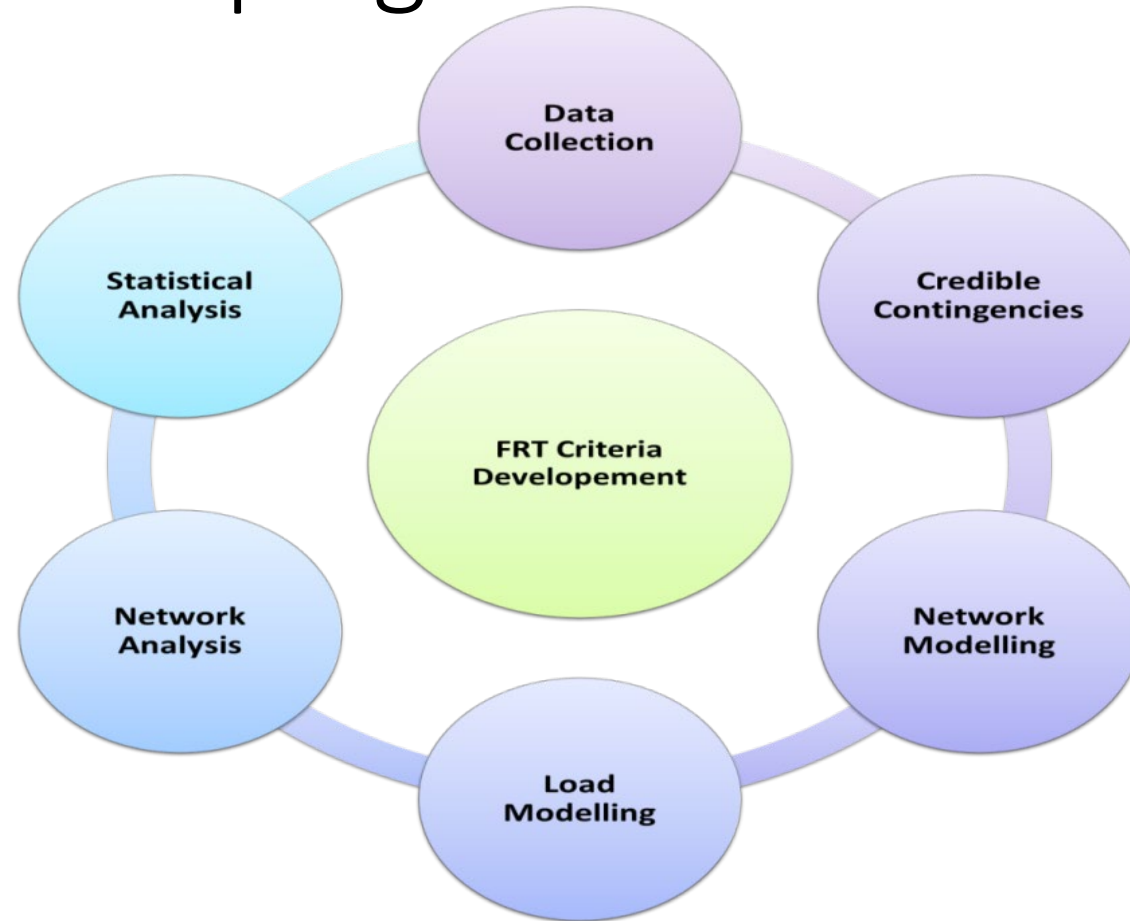 Data
Collection
Credible
Contingencies
Network
Modelling
Load
Modelling
Network
Analysis
Statistical
Analysis
FRT Criteria
Developement